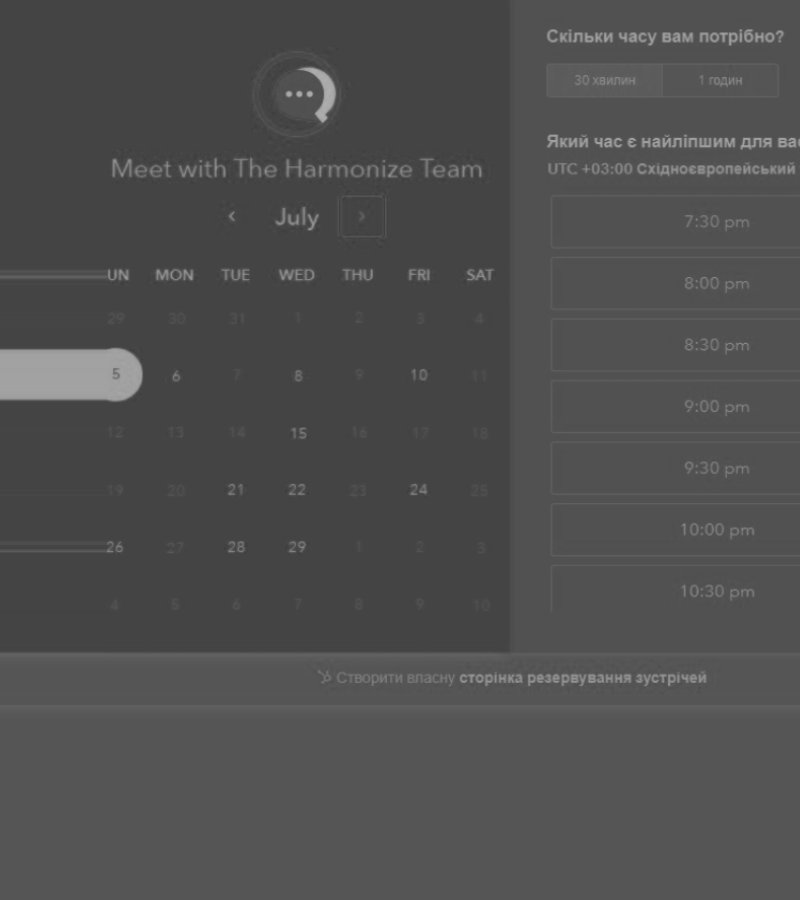 Meet with The Harmonize Team
‹ July ›
UN MON TUE WED THU FRI SAT
29 30 31 1 2 3 4
5 6 7 8 9 10 11
12 13 14 15 16 17 18
19 20 21 22 23 24 25
26 27 28 29 1 2 3
4 5 6 7 8 9 10
Скільки часу вам потрібно?
30 хвилин 1 годин
Який час є найліпшим для вас
UTC +03:00 Східноєвропейський
7:30 pm
8:00 pm
8:30 pm
9:00 pm
9:30 pm
10:00 pm
10:30 pm
Створити власну сторінка резервування зустрічей